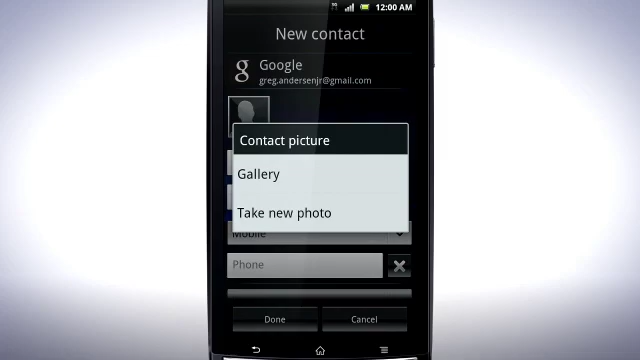 12:00 AM
New contact
g Google
greg.andersenjr@gmail.com
Contact picture
Gallery
Take new photo
Mobile
Phone
Done
Cancel